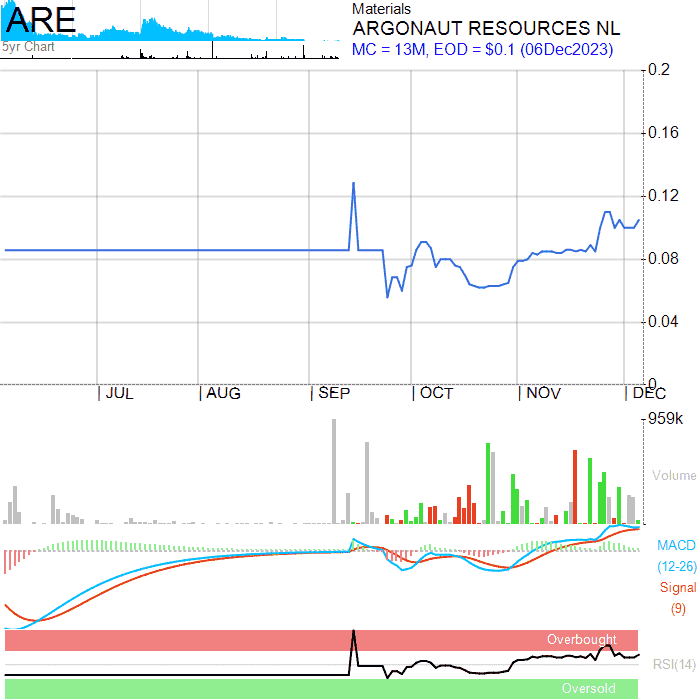 ARE
5yr Chart
Materials
ARGONAUT RESOURCES NL
MC = 13M, EOD = $0.1 (06Dec2023)
0.2
0.16
0.12
0.08
0.04
0
JUL
AUG
SEP
OCT
NOV
DEC
959k
Volume
MACD
(12-26)
Signal
(9)
Overbought
RSI(14)
Oversold